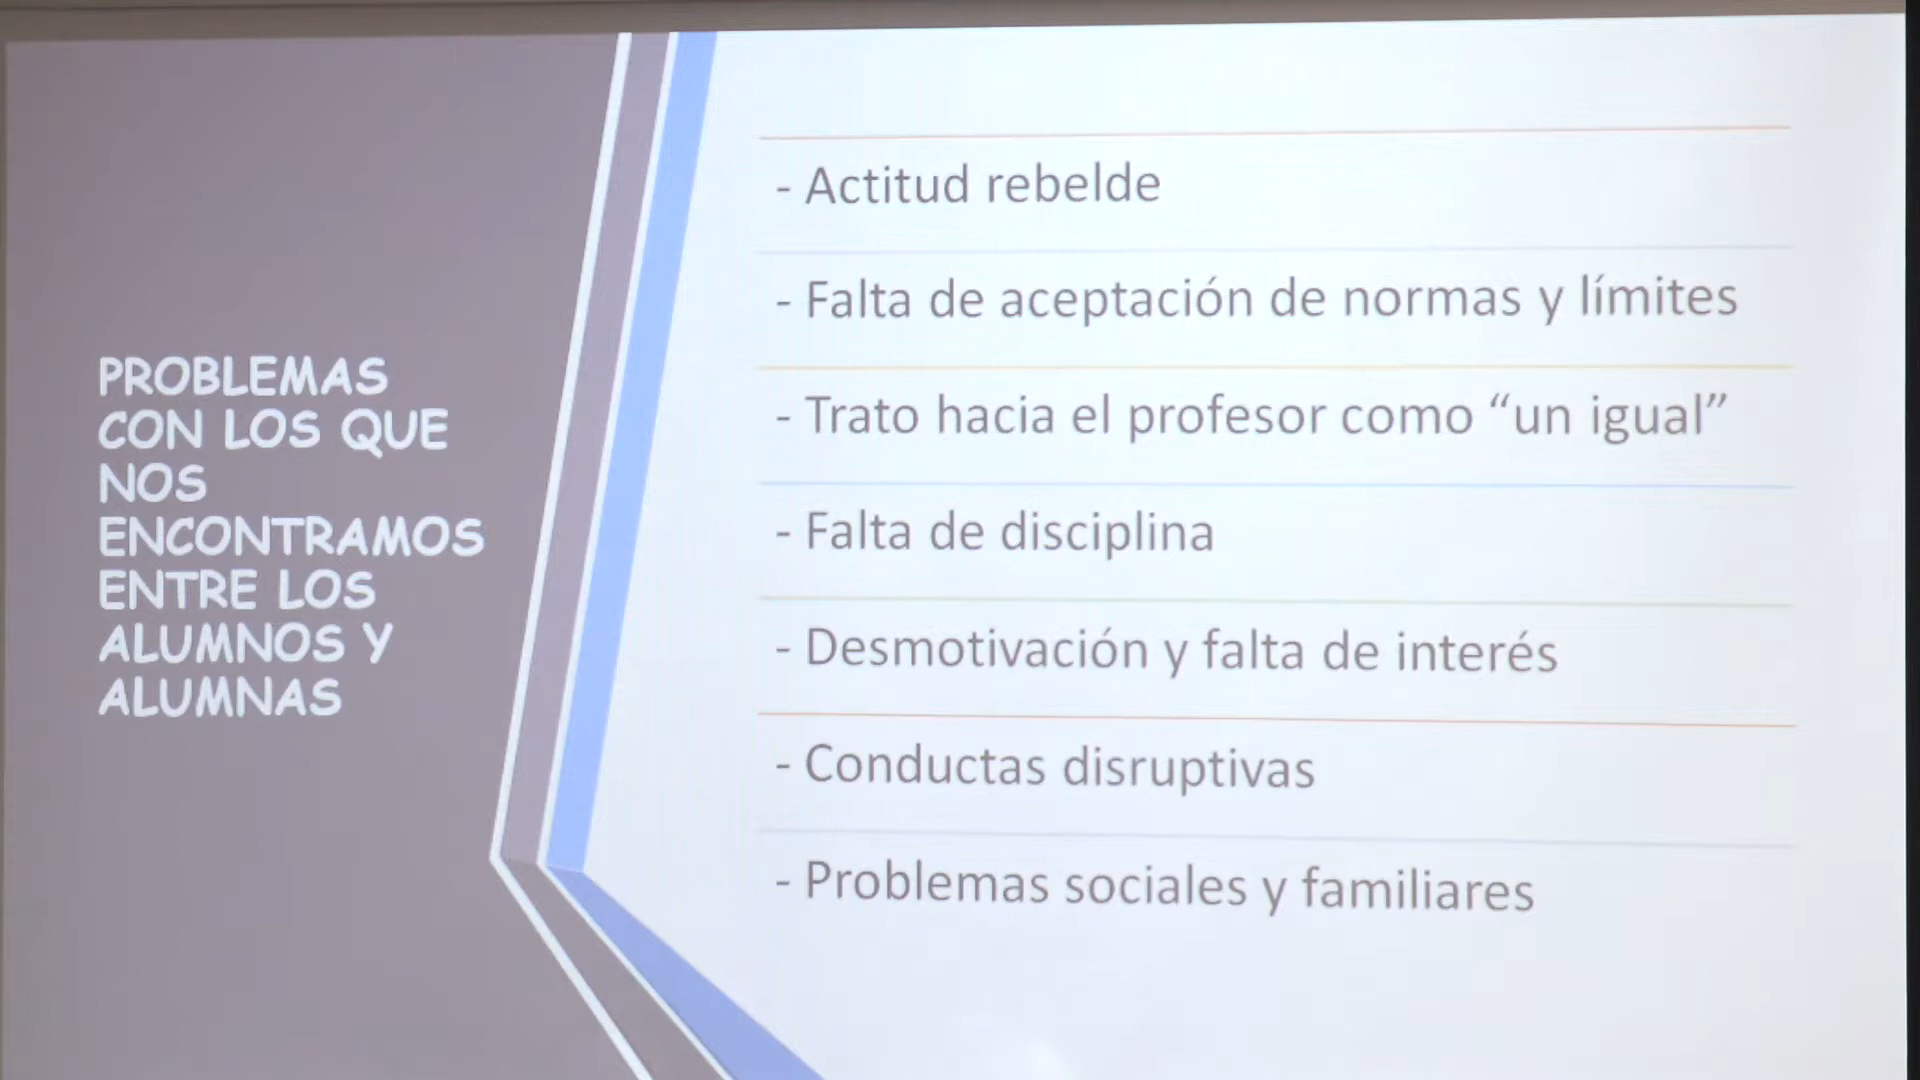 PROBLEMAS
CON LOS QUE
NOS
ENCONTRAMOS
ENTRE LOS
ALUMNOS Y
ALUMNAS
- Actitud rebelde
- Falta de aceptación de normas y límites
- Trato hacia el profesor como “un igual”
- Falta de disciplina
- Desmotivación y falta de interés
- Conductas disruptivas
- Problemas sociales y familiares